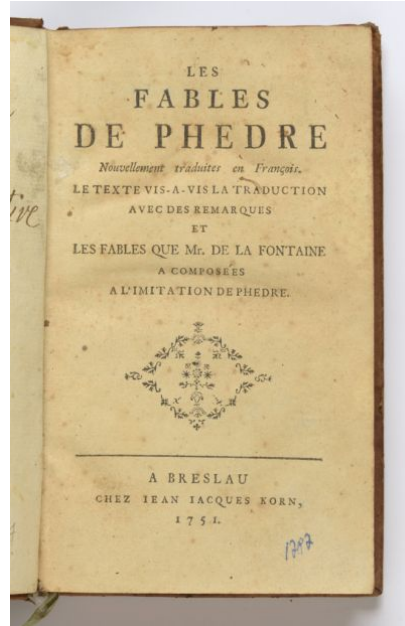 LES
FABLES
DE PHEDRE
Nouvellement traduites en François.
LE TEXTE VIS-A-VIS LA TRADUCTION
AVEC DES REMARQUES
ET
LES FABLES QUE Mr. DE LA FONTAINE
A COMPOSÉES
A L'IMITATION DE PHEDRE.
A BRESLAU
CHEZ IEAN IACQUES KORN,
1751.
1797